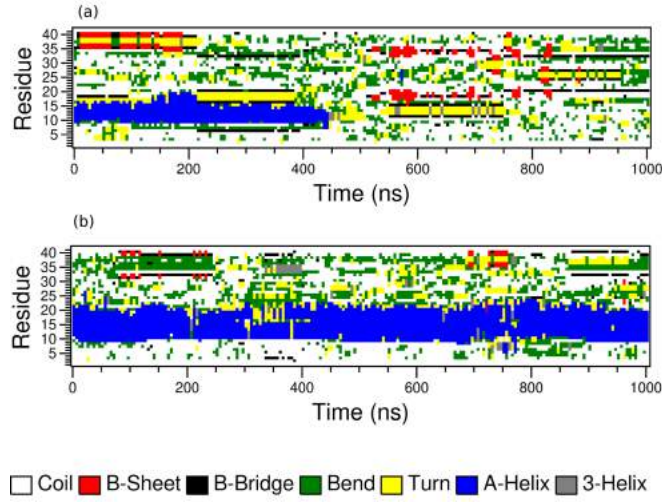 (a)
40
35
30
25
20
15
10
5
Residue
0 200 400 600 800 1000
Time (ns)
(b)
40
35
30
25
20
15
10
5
Residue
0 200 400 600 800 1000
Time (ns)
Coil B-Sheet B-Bridge Bend Turn A-Helix 3-Helix